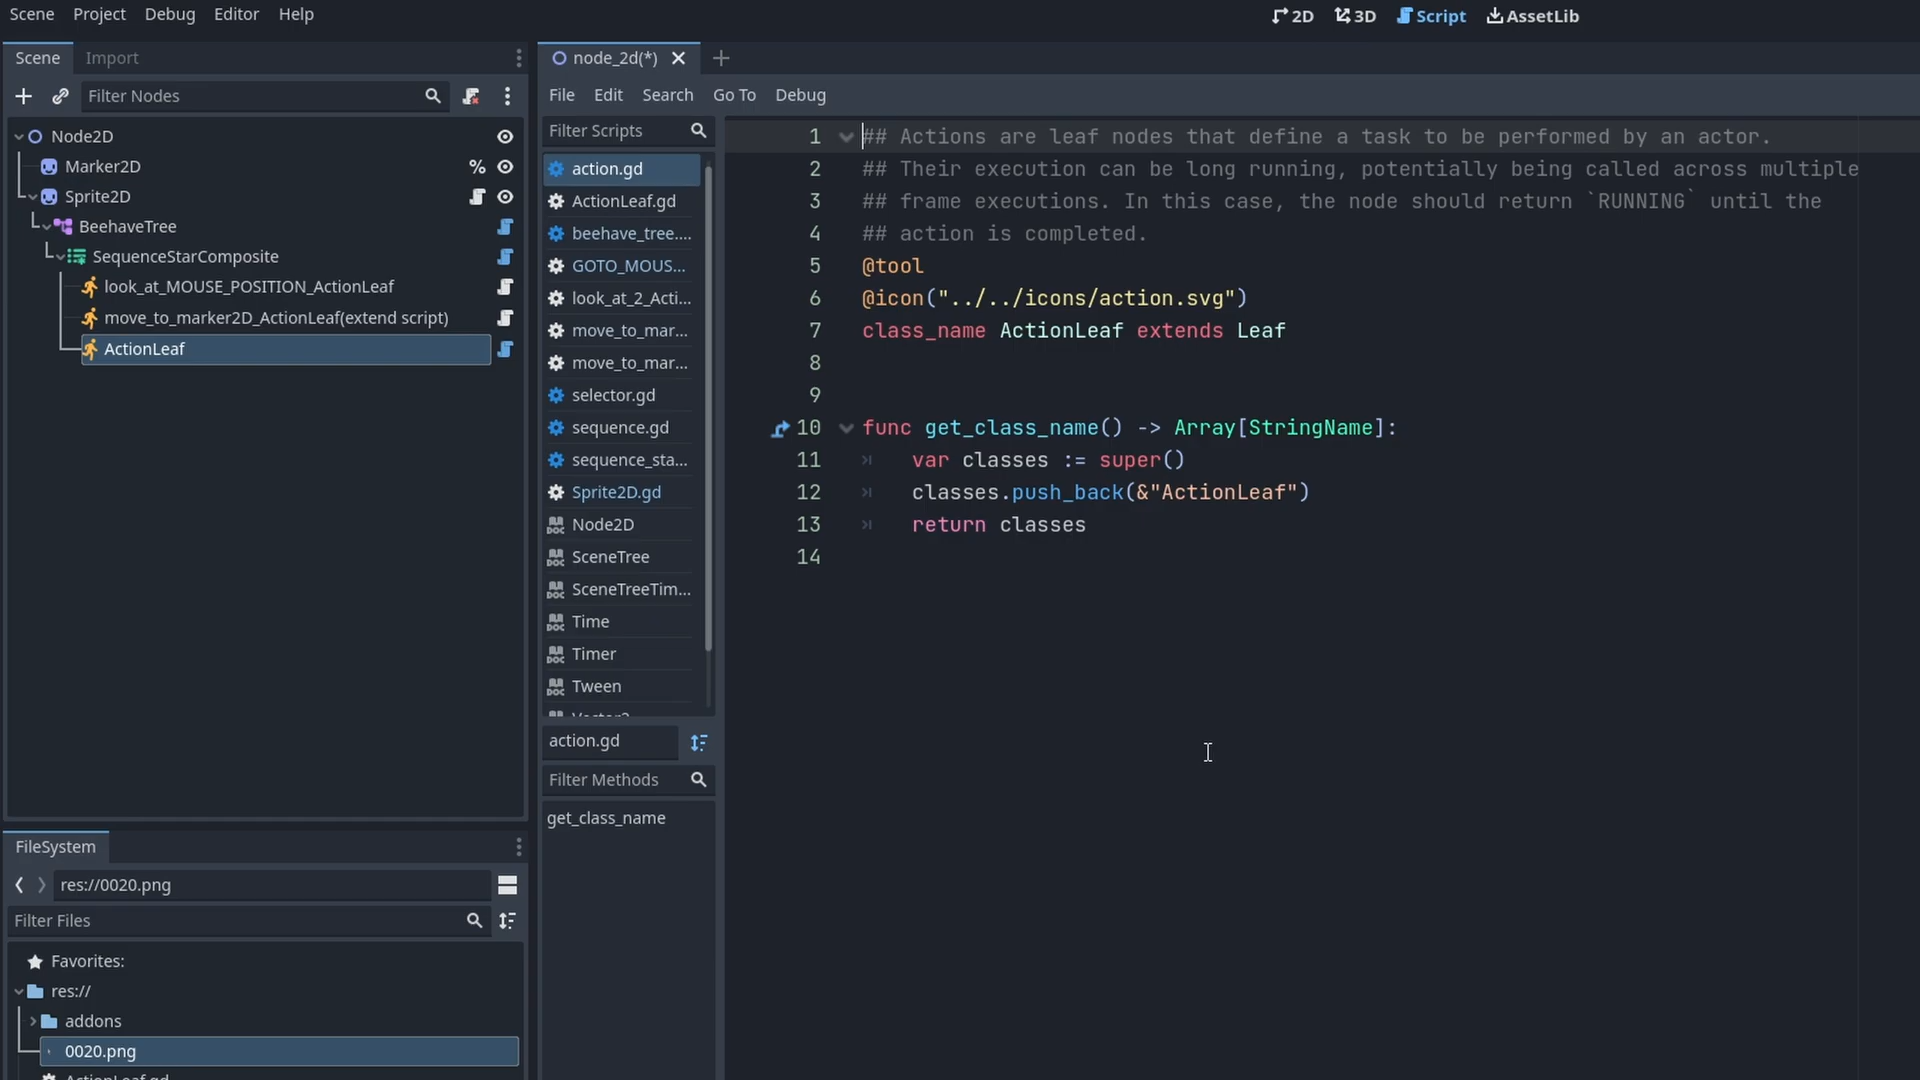 Scene Project Debug Editor Help
2D 3D Script AssetLib
Scene Import
Filter Nodes
Node2D
Marker2D %
Sprite2D
BeehaveTree
SequenceStarComposite
look_at_MOUSE_POSITION_ActionLeaf
move_to_marker2D_ActionLeaf(extend script)
ActionLeaf
FileSystem
res://0020.png
Filter Files
Favorites:
res://
addons
0020.png
ActionLeaf.gd
node_2d(*)
File Edit Search Go To Debug
Filter Scripts
action.gd
ActionLeaf.gd
beehave_tree....
GOTO_MOUS...
look_at_2_Acti...
move_to_mar...
move_to_mar...
selector.gd
sequence.gd
sequence_sta...
Sprite2D.gd
Node2D
SceneTree
SceneTreeTim...
Time
Timer
Tween
Vector2
action.gd
Filter Methods
get_class_name
1 ## Actions are leaf nodes that define a task to be performed by an actor.
2 ## Their execution can be long running, potentially being called across multiple
3 ## frame executions. In this case, the node should return `RUNNING` until the
4 ## action is completed.
5 @tool
6 @icon("../../icons/action.svg")
7 class_name ActionLeaf extends Leaf
8
9
10 func get_class_name() -> Array[StringName]:
11 var classes := super()
12 classes.push_back(&"ActionLeaf")
13 return classes
14